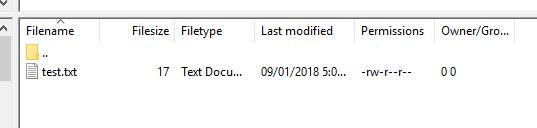 Filename Filesize Filetype Last modified Permissions Owner/Gro...
..
test.txt 17 Text Docu... 09/01/2018 5:0... -rw-r--r-- 0 0